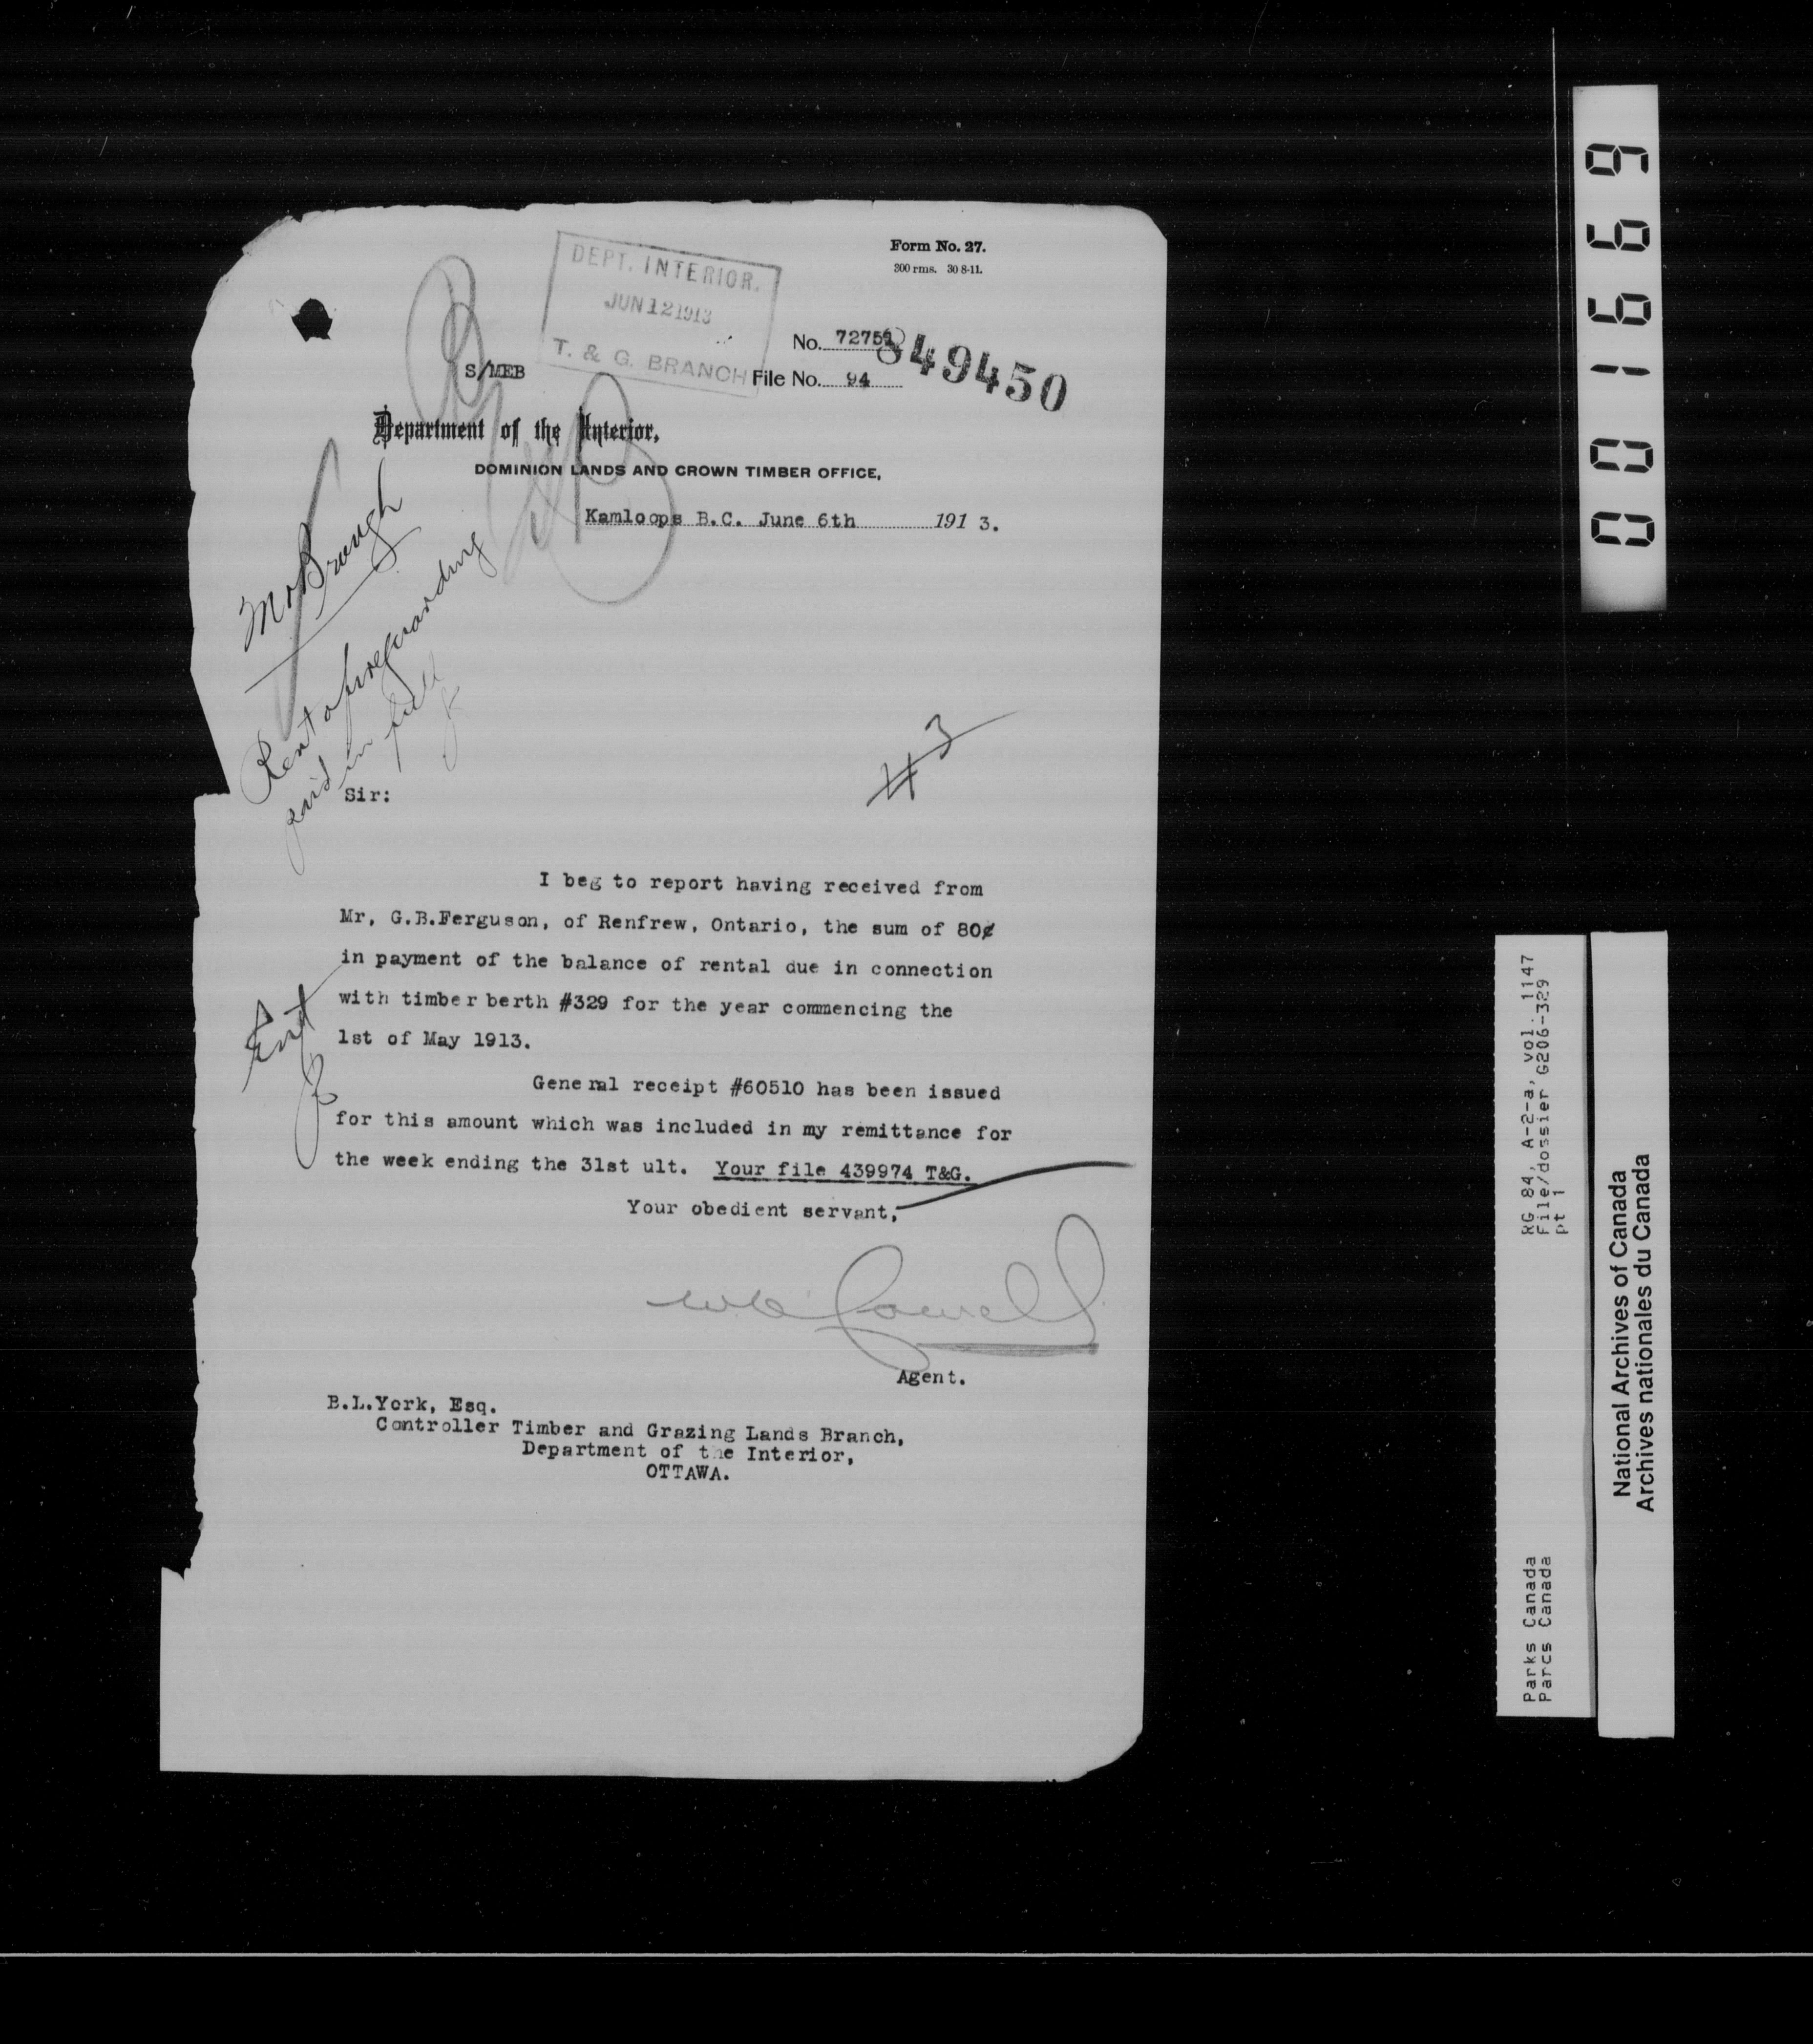 Form No. 27.
300 rms. 30 8-11.
DEPT. INTERIOR.
JUN 12 1913
T. & G. BRANCH
No. 72759
849450
S/MEB
File No. 94
Department of the Interior,
DOMINION LANDS AND CROWN TIMBER OFFICE,
Kamloops B.C. June 6th 191 3.
Mr Brough
Rent & fireguarding
paid in full
#3
Sir:
I beg to report having received from
Mr, G.B.Ferguson, of Renfrew, Ontario, the sum of 80¢
in payment of the balance of rental due in connection
with timber berth #329 for the year commencing the
1st of May 1913.
Ent
General receipt #60510 has been issued
for this amount which was included in my remittance for
the week ending the 31st ult. Your file 439974 T&G.
Your obedient servant,
Agent.
B.L.York, Esq.
Controller Timber and Grazing Lands Branch,
Department of the Interior,
OTTAWA.
001669
RG 84, A-2-a, vol. 1147
File/dossier G206-329
pt 1
Parks Canada
Parcs Canada
National Archives of Canada
Archives nationales du Canada